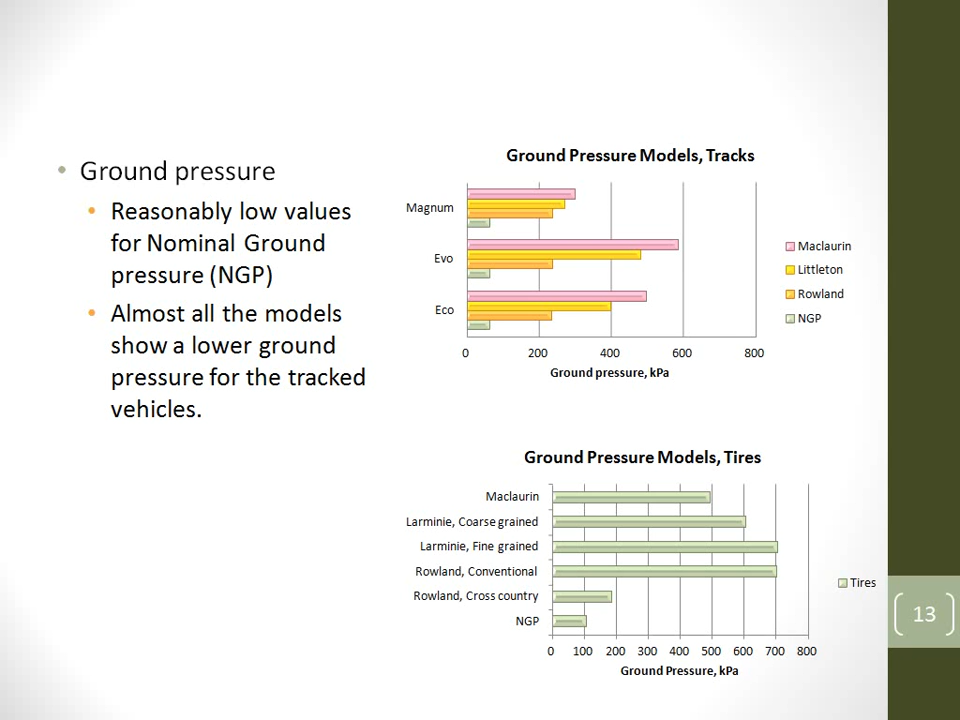 • Ground pressure
• Reasonably low values
for Nominal Ground
pressure (NGP)
• Almost all the models
show a lower ground
pressure for the tracked
vehicles.
Ground Pressure Models, Tracks
Magnum
Evo
Eco
0 200 400 600 800
Ground pressure, kPa
Maclaurin
Littleton
Rowland
NGP
Ground Pressure Models, Tires
Maclaurin
Larminie, Coarse grained
Larminie, Fine grained
Rowland, Conventional
Rowland, Cross country
NGP
0 100 200 300 400 500 600 700 800
Ground Pressure, kPa
Tires
13